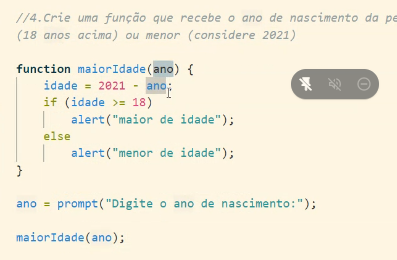 //4.Crie uma função que recebe o ano de nascimento da
(18 anos acima) ou menor (considere 2021)
function maiorIdade(ano) {
idade = 2021 - ano;
if (idade >= 18)
alert("maior de idade");
else
alert("menor de idade");
}
ano = prompt("Digite o ano de nascimento:");
maiorIdade(ano);